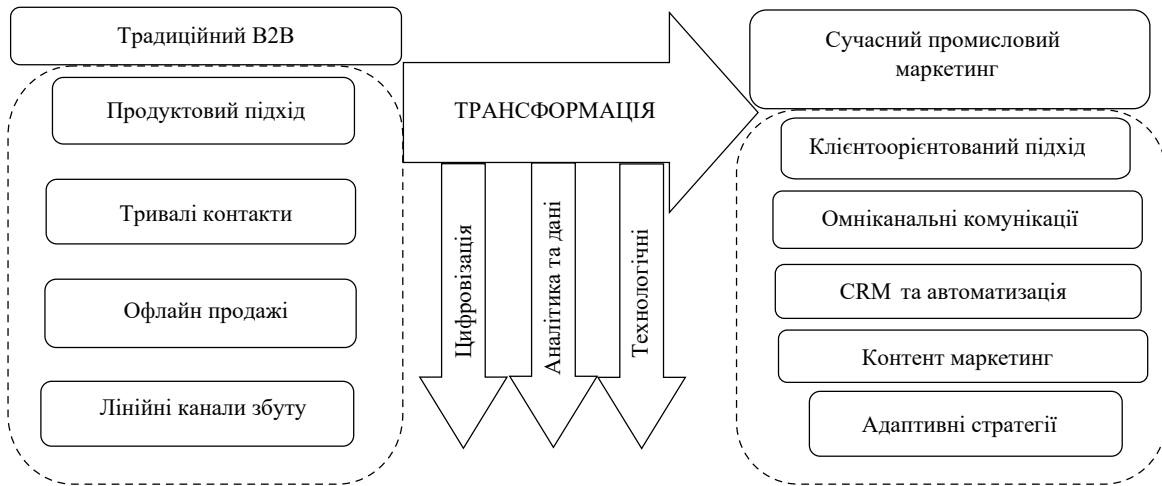 Традиційний B2B
Продуктовий підхід
Тривалі контакти
Офлайн продажі
Лінійні канали збуту
ТРАНСФОРМАЦІЯ
Цифровізація
Аналітика та дані
Технологічні
Сучасний промисловий
маркетинг
Клієнтоорієнтований підхід
Омніканальні комунікації
CRM та автоматизація
Контент маркетинг
Адаптивні стратегії